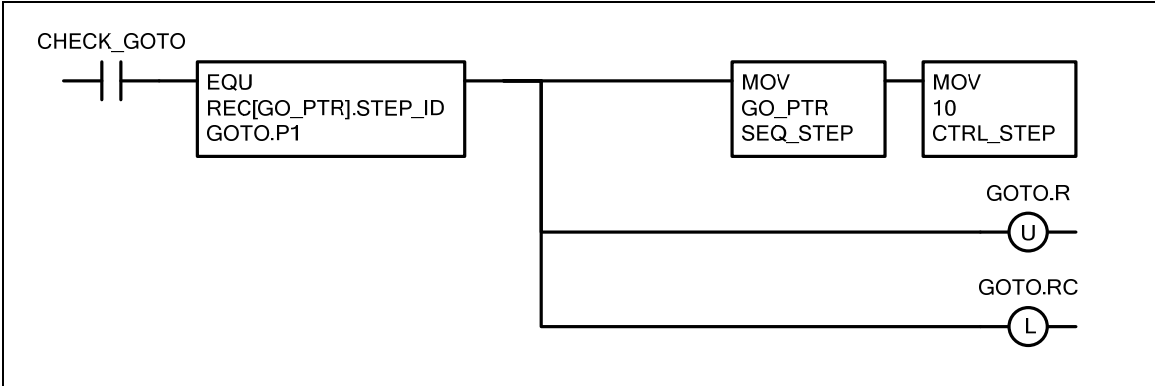 CHECK_GOTO
EQU
REC[GO_PTR].STEP_ID
GOTO.P1
MOV
GO_PTR
SEQ_STEP
MOV
10
CTRL_STEP
GOTO.R
U
GOTO.RC
L